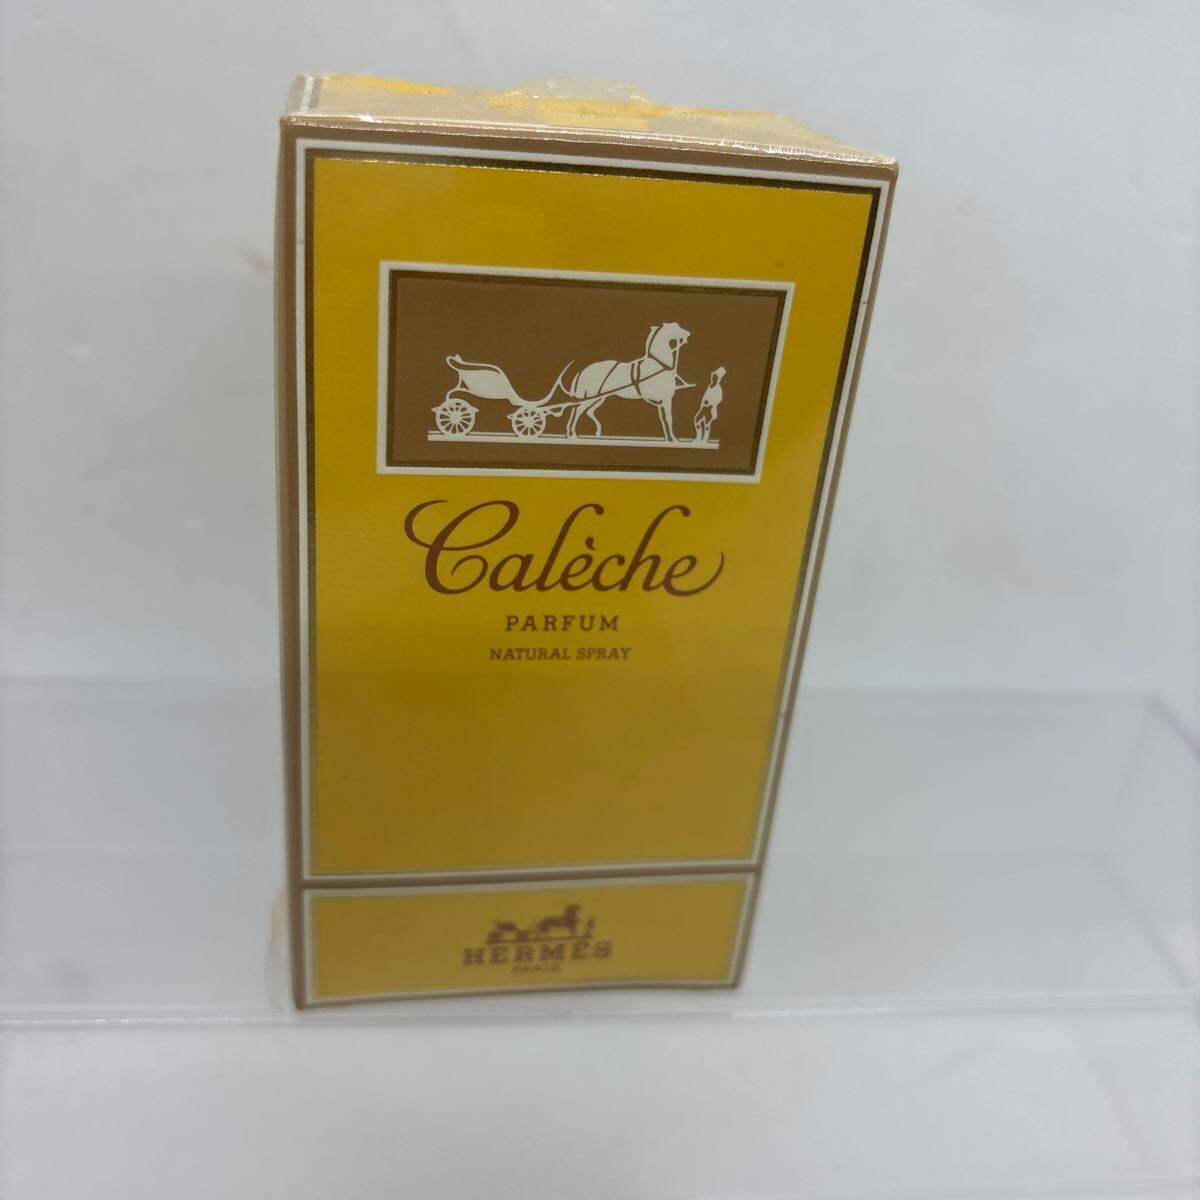 Calèche
PARFUM
NATURAL SPRAY
HERMÈS
PARIS